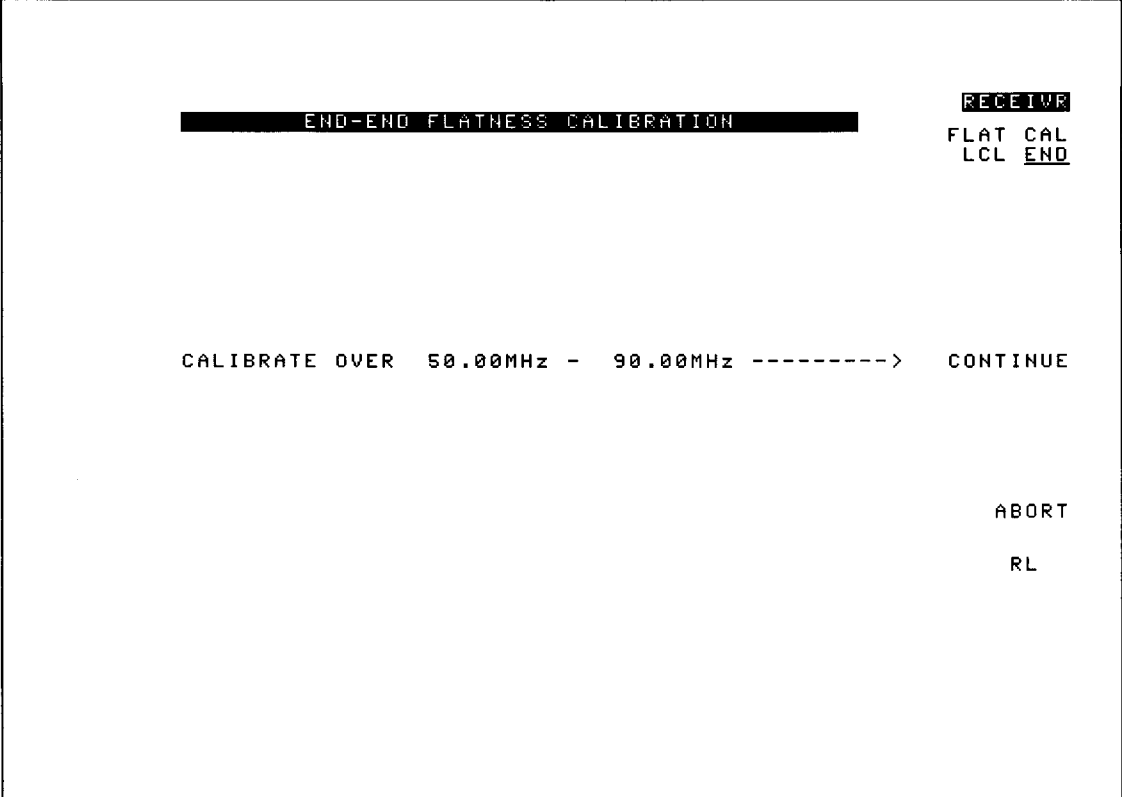 RECEIVR
END-END FLATNESS CALIBRATION
FLAT CAL
LCL END
CALIBRATE OVER 50.00MHz - 90.00MHz ---------> CONTINUE
ABORT
RL